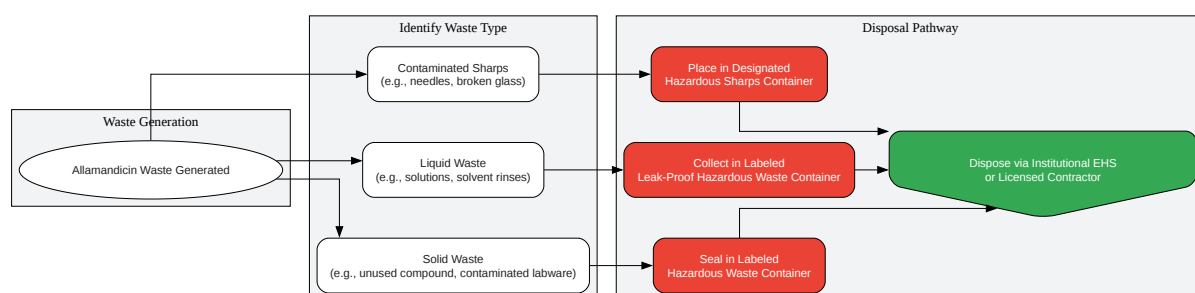 Identify Waste Type
Disposal Pathway
Contaminated Sharps
(e.g., needles, broken glass)
Place in Designated
Hazardous Sharps Container
Waste Generation
Allamandicin Waste Generated
Liquid Waste
(e.g., solutions, solvent rinses)
Collect in Labeled
Leak-Proof Hazardous Waste Container
Dispose via Institutional EHS
or Licensed Contractor
Solid Waste
(e.g., unused compound, contaminated labware)
Seal in Labeled
Hazardous Waste Container